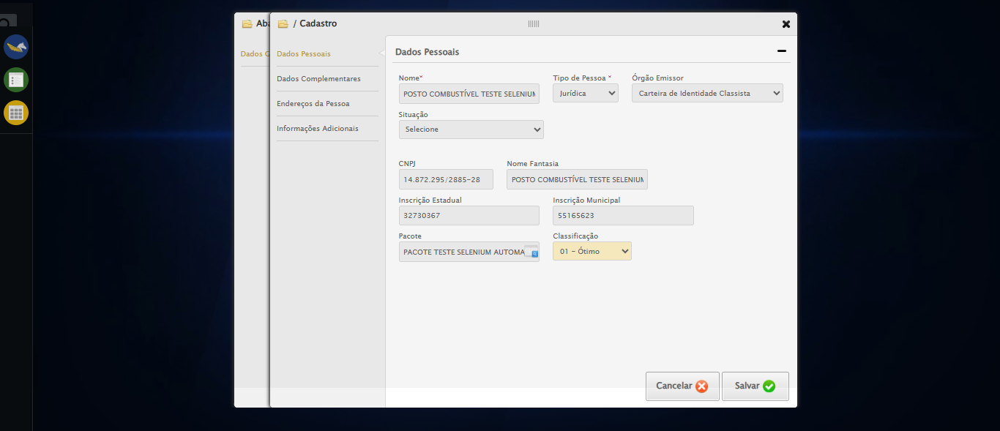 Aba
/ Cadastro
Dados G
Dados Pessoais
Dados Complementares
Endereços da Pessoa
Informações Adicionais
Dados Pessoais
Nome* Tipo de Pessoa * Órgão Emissor
POSTO COMBUSTÍVEL TESTE SELENIUM Jurídica Carteira de Identidade Classista
Situação
Selecione
CNPJ Nome Fantasia
14.872.295/2885-28 POSTO COMBUSTÍVEL TESTE SELENIUM
Inscrição Estadual Inscrição Municipal
32730367 55165623
Pacote Classificação
PACOTE TESTE SELENIUM AUTOMA 01 - Ótimo
Cancelar Salvar